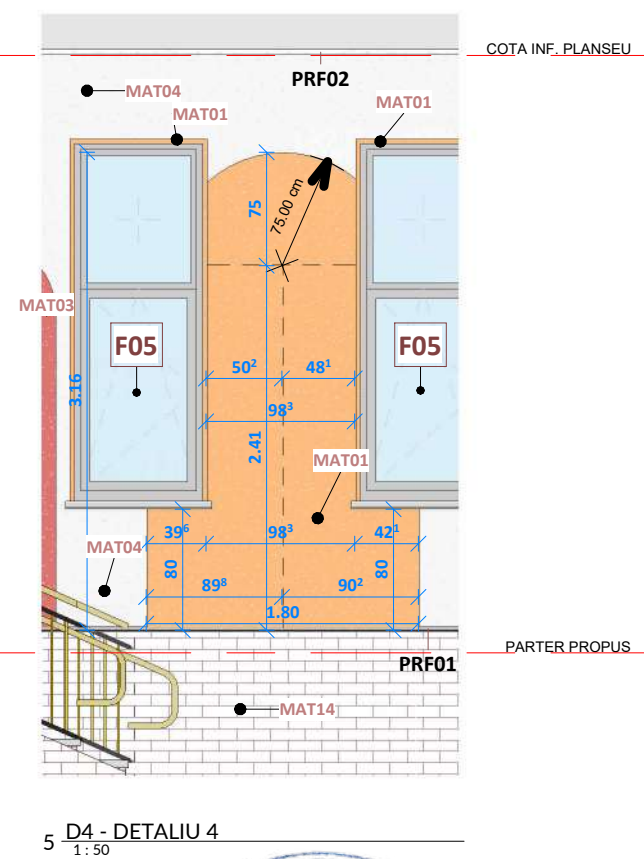 COTA INF. PLANSEU
PRF02
MAT04
MAT01
MAT01
75
75.00 cm
MAT03
F05
F05
50²
48¹
3.16
98³
2.41
MAT01
39⁶
98³
42¹
MAT04
80
80
89⁸
90²
1.80
PARTER PROPUS
PRF01
MAT14
5 D4 - DETALIU 4
1 : 50